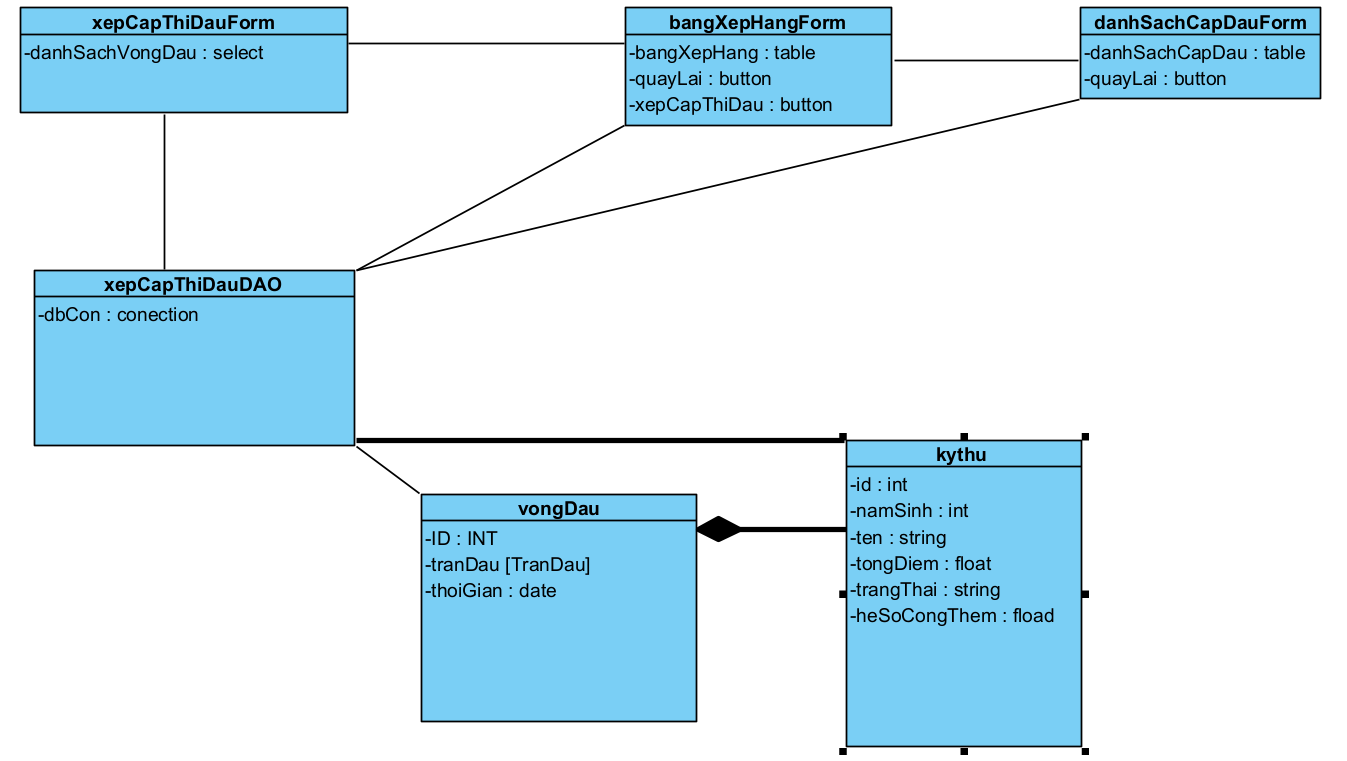 xepCapThiDauForm
-danhSachVongDau : select
bangXepHangForm
-bangXepHang : table
-quayLai : button
-xepCapThiDau : button
danhSachCapDauForm
-danhSachCapDau : table
-quayLai : button
xepCapThiDauDAO
-dbCon : conection
vongDau
-ID : INT
-tranDau [TranDau]
-thoiGian : date
kythu
-id : int
-namSinh : int
-ten : string
-tongDiem : float
-trangThai : string
-heSoCongThem : fload